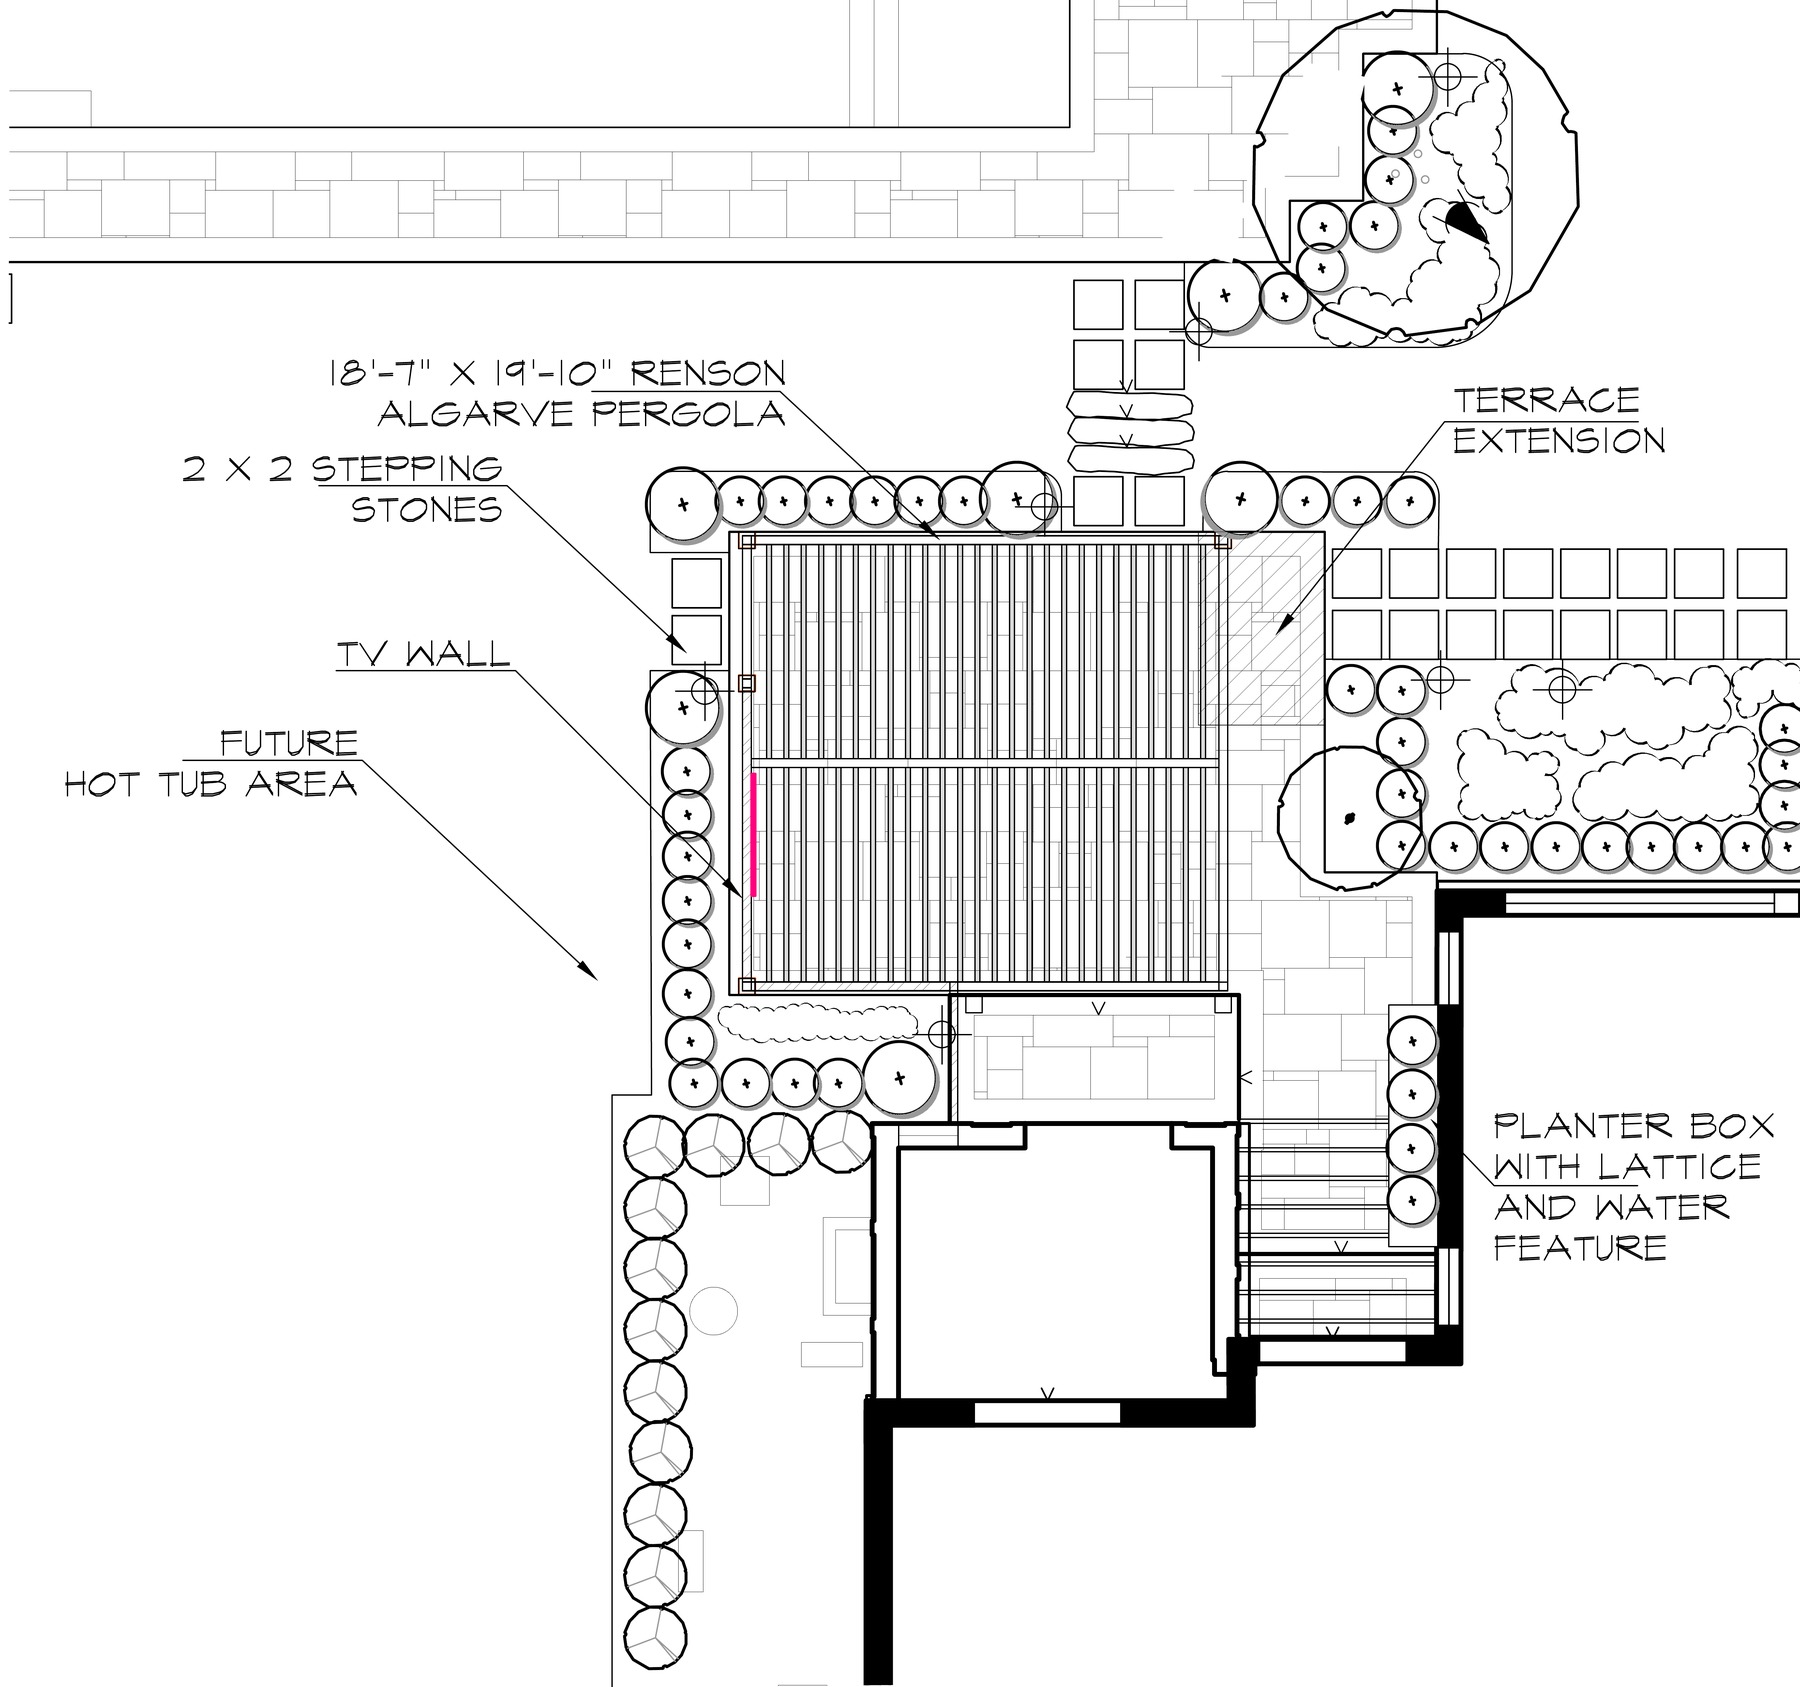 18'-7" X 19'-10" RENSON
ALGARVE PERGOLA
TERRACE
EXTENSION
2 X 2 STEPPING
STONES
TV WALL
FUTURE
HOT TUB AREA
PLANTER BOX
WITH LATTICE
AND WATER
FEATURE